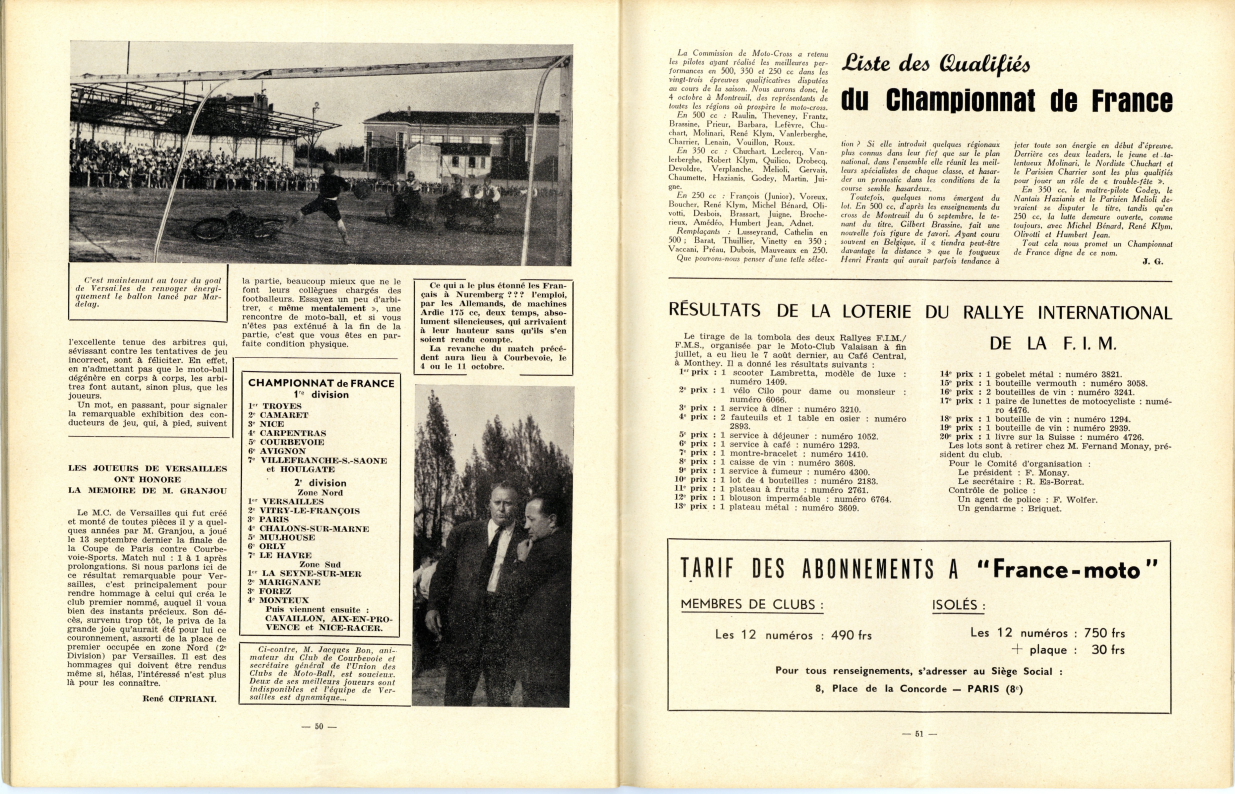 C'est maintenant au tour du goal
de Versailles de renvoyer énergi-
quement le ballon lancé par Mar-
delag.
l'excellente tenue des arbitres qui,
sévissant contre les tentatives de jeu
incorrect, sont à féliciter. En effet,
en n'admettant pas que le moto-ball
dégénère en corps à corps, les arbi-
tres font autant, sinon plus, que les
joueurs.
Un mot, en passant, pour signaler
la remarquable exhibition des con-
ducteurs de jeu, qui, à pied, suivent
la partie, beaucoup mieux que ne le
font leurs collègues chargés des
footballeurs. Essayez un peu d'arbi-
trer, « même mentalement », une
rencontre de moto-ball, et si vous
n'êtes pas exténué à la fin de la
partie, c'est que vous êtes en par-
faite condition physique.
Ce qui a le plus étonné les Fran-
çais à Nuremberg ??? l'emploi,
par les Allemands, de machines
Ardie 175 cc, deux temps, abso-
lument silencieuses, qui arrivaient
à leur hauteur sans qu'ils s'en
soient rendu compte.
La revanche du match précé-
dent aura lieu à Courbevoie, le
4 ou le 11 octobre.
LES JOUEURS DE VERSAILLES
ONT HONORE
LA MEMOIRE DE M. GRANJOU
Le M.C. de Versailles qui fut créé
et monté de toutes pièces il y a quel-
ques années par M. Granjou, a joué
le 13 septembre dernier la finale de
la Coupe de Paris contre Courbe-
voie-Sports. Match nul : 1 à 1 après
prolongations. Si nous parlons ici de
ce résultat remarquable pour Ver-
sailles, c'est principalement pour
rendre hommage à celui qui créa le
club premier nommé, auquel il voua
bien des instants précieux. Son dé-
cès, survenu trop tôt, le priva de la
grande joie qu'aurait été pour lui ce
couronnement, assorti de la place de
premier occupée en zone Nord (2e
Division) par Versailles. Il est des
hommages qui doivent être rendus
même si, hélas, l'intéressé n'est plus
là pour les connaître.
René CIPRIANI.
CHAMPIONNAT de FRANCE
1re division
1er TROYES
2e CAMARET
3e NICE
4e CARPENTRAS
5e COURBEVOIE
6e AVIGNON
7e VILLEFRANCHE-S.-SAONE
et HOULGATE
2e division
Zone Nord
1er VERSAILLES
2e VITRY-LE-FRANÇOIS
3e PARIS
4e CHALONS-SUR-MARNE
5e MULHOUSE
6e ORLY
7e LE HAVRE
Zone Sud
1er LA SEYNE-SUR-MER
2e MARIGNANE
3e FOREZ
4e MONTEUX
Puis viennent ensuite :
CAVAILLON, AIX-EN-PRO-
VENCE et NICE-RACER.
Ci-contre, M. Jacques Bon, ani-
mateur du Club de Courbevoie et
secrétaire général de l'Union des
Clubs de Moto-Ball, est soucieux.
Deux de ses meilleurs joueurs sont
indisponibles et l'équipe de Ver-
sailles est dynamique...
— 50 —
La Commission de Moto-Cross a retenu
les pilotes ayant réalisé les meilleures per-
formances en 500, 350 et 250 cc dans les
vingt-trois épreuves qualificatives disputées
au cours de la saison. Nous aurons donc, le
4 octobre à Montreuil, des représentants de
toutes les régions où prospère le moto-cross.
En 500 cc : Raulin, Theveney, Frantz,
Brassine, Prieur, Barbara, Lefèvre, Chu-
chart, Molinari, René Klym, Vanlerberghe,
Charrier, Lenain, Vouillon, Roux.
En 350 cc : Chuchart, Leclercq, Van-
lerberghe, Robert Klym, Quilico, Drobecq,
Devoldre, Verplanche, Melioli, Gervais,
Chaumette, Hazianis, Godey, Martin, Jui-
gne.
En 250 cc : François (Junior), Voreux,
Boucher, René Klym, Michel Bénard, Oli-
votti, Desbois, Brassart, Juigne, Broche-
rieux, Amédéo, Humbert Jean, Adnet.
Remplaçants : Lusseyrand, Cathelin en
500 ; Barat, Thuillier, Vinetty en 350 ;
Vaccani, Préau, Dubois, Mauveaux en 250.
Que pouvons-nous penser d'une telle sélec-
Liste des Qualifiés
du Championnat de France
tion ? Si elle introduit quelques régionaux
plus connus dans leur fief que sur le plan
national, dans l'ensemble elle réunit les meil-
leurs spécialistes de chaque classe, et hasar-
der un pronostic dans les conditions de la
course semble hasardeux.
Toutefois, quelques noms émergent du
lot. En 500 cc, d'après les enseignements du
cross de Montreuil du 6 septembre, le te-
nant du titre, Gilbert Brassine, fait une
nouvelle fois figure de favori. Ayant couru
souvent en Belgique, il « tiendra peut-être
davantage la distance » que le fougueux
Henri Frantz qui aurait parfois tendance à
jeter toute son énergie en début d'épreuve.
Derrière ces deux leaders, le jeune et ta-
lentueux Molinari, le Nordiste Chuchart et
le Parisien Charrier sont les plus qualifiés
pour jouer un rôle de « trouble-fête ».
En 350, le maître-pilote Godey, le
Nantais Hazianis et le Parisien Melioli de-
vraient se disputer le titre, tandis qu'en
250 cc, la lutte demeure ouverte, comme
toujours, avec Michel Bénard, René Klym,
Olivotti et Humbert Jean.
Tout cela nous promet un Championnat
de France digne de ce nom.
J. G.
RÉSULTATS DE LA LOTERIE DU RALLYE INTERNATIONAL
DE LA F. I. M.
Le tirage de la tombola des deux Rallyes F.I.M./
F.M.S., organisée par le Moto-Club Valaisan à fin
juillet, a eu lieu le 7 août dernier, au Café Central,
à Monthey. Il a donné les résultats suivants :
1er prix : 1 scooter Lambretta, modèle de luxe :
numéro 1409.
2e prix : 1 vélo Cilo pour dame ou monsieur :
numéro 6066.
3e prix : 1 service à dîner : numéro 3210.
4e prix : 2 fauteuils et 1 table en osier : numéro
2893.
5e prix : 1 service à déjeuner : numéro 1052.
6e prix : 1 service à café : numéro 1293.
7e prix : 1 montre-bracelet : numéro 1410.
8e prix : 1 caisse de vin : numéro 3608.
9e prix : 1 service à fumeur : numéro 4300.
10e prix : 1 lot de 4 bouteilles : numéro 2183.
11e prix : 1 plateau à fruits : numéro 2761.
12e prix : 1 blouson imperméable : numéro 6764.
13e prix : 1 plateau métal : numéro 3609.
14e prix : 1 gobelet métal : numéro 3821.
15e prix : 1 bouteille vermouth : numéro 3058.
16e prix : 2 bouteilles de vin : numéro 3241.
17e prix : 1 paire de lunettes de motocycliste : numé-
ro 4476.
18e prix : 1 bouteille de vin : numéro 1294.
19e prix : 1 bouteille de vin : numéro 2939.
20e prix : 1 livre sur la Suisse : numéro 4726.
Les lots sont à retirer chez M. Fernand Monay, pré-
sident du club.
Pour le Comité d'organisation :
Le président : F. Monay.
Le secrétaire : R. Es-Borrat.
Contrôle de police :
Un agent de police : F. Wolfer.
Un gendarme : Briquet.
TARIF DES ABONNEMENTS A "France-moto"
MEMBRES DE CLUBS :
Les 12 numéros : 490 frs
ISOLÉS :
Les 12 numéros : 750 frs
+ plaque : 30 frs
Pour tous renseignements, s'adresser au Siège Social :
8, Place de la Concorde — PARIS (8e)
— 51 —